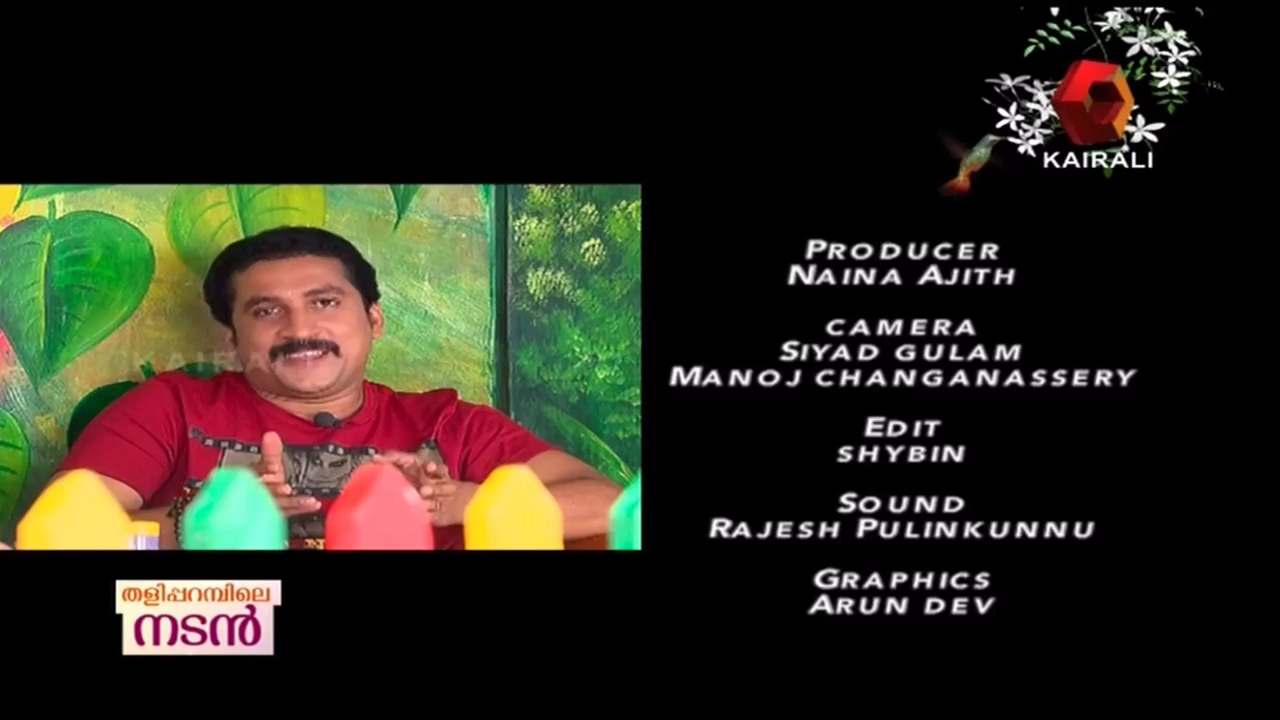 KAIRALI
PRODUCER
NAINA AJITH
CAMERA
SIYAD GULAM
MANOJ CHANGANASSERY
EDIT
SHYBIN
SOUND
RAJESH PULINKUNNU
GRAPHICS
ARUN DEV
KAIRALI
തളിപ്പറമ്പിലെ
നടൻ